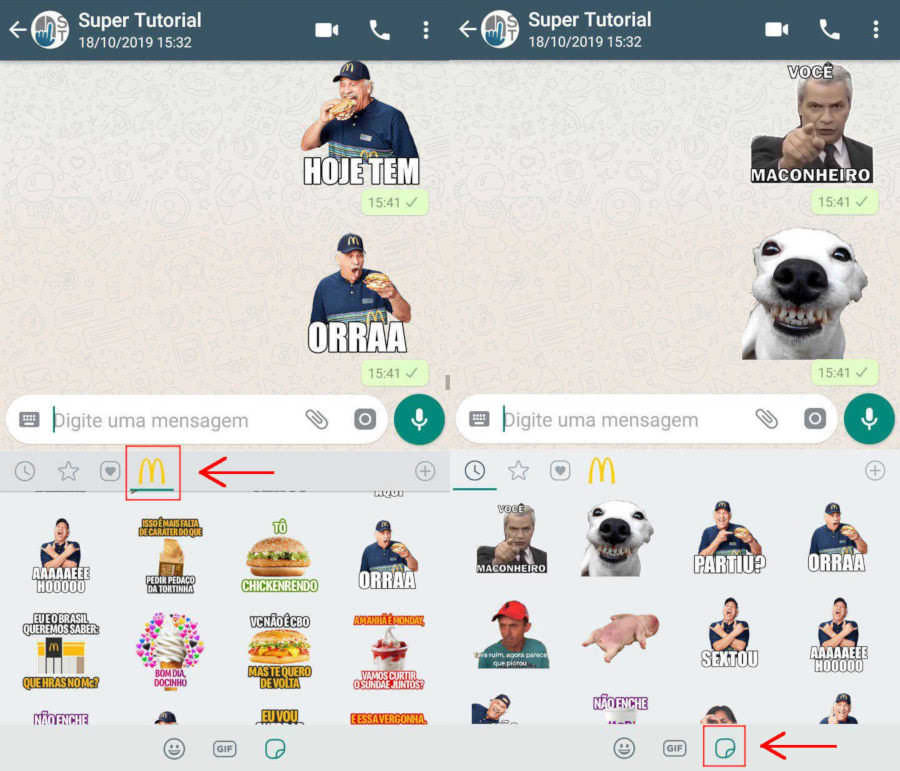 Super Tutorial
18/10/2019 15:32
HOJE TEM
15:41
ORRAA
15:41
Digite uma mensagem
AQUI
AAAAAEEE
HOOOOO
ISSO É MAIS FALTA
DE CARATER DO QUE
PEDIR PEDAÇO
DA TORTINHA
TÔ
CHICKENRENDO
ORRAA
EU E O BRASIL
QUEREMOS SABER:
QUE HRAS NO Mc?
BOM DIA,
DOCINHO
VC NÃO É CBO
MAS TE QUERO
DE VOLTA
AMANHÃ É MONDAY,
VAMOS CURTIR
O SUNDAE JUNTOS?
NÃO ENCHE
EU VOU
E ESSA VERGONHA,
GIF
Super Tutorial
18/10/2019 15:32
VOCÊ
MACONHEIRO
15:41
15:41
Digite uma mensagem
VOCÊ
MACONHEIRO
PARTIU?
ORRAA
Tava ruim, agora parece
que piorou
SEXTOU
AAAAAEEE
HOOOOO
NÃO ENCHE
GIF